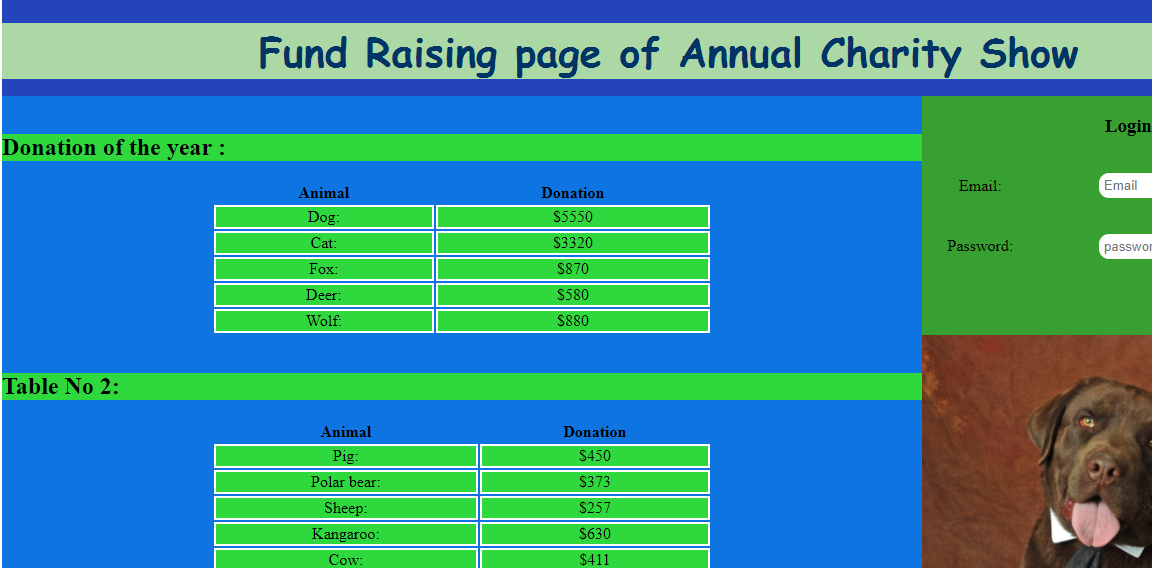 Fund Raising page of Annual Charity Show
Donation of the year :
Animal Donation
Dog: $5550
Cat: $3320
Fox: $870
Deer: $580
Wolf: $880
Table No 2:
Animal Donation
Pig: $450
Polar bear: $373
Sheep: $257
Kangaroo: $630
Cow: $411
Login
Email: Email
Password: passwor